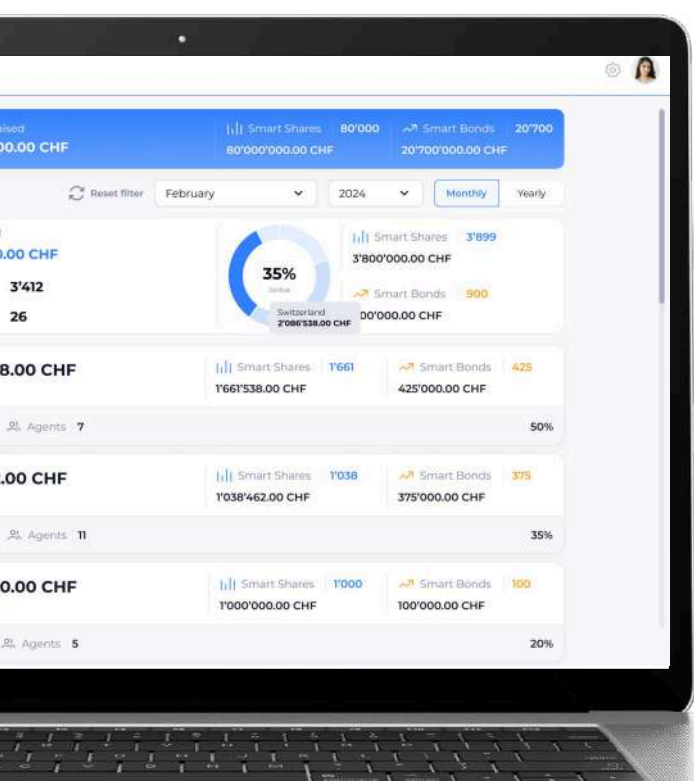 aised
00.00 CHF
Smart Shares 80'000
80'000'000.00 CHF
Smart Bonds 20'700
20'700'000.00 CHF
Reset filter
February
2024
Monthly
Yearly
0.00 CHF
3'412
26
35%
Switzerland
2'086'538.00 CHF
Smart Shares 3'899
3'800'000.00 CHF
Smart Bonds 900
00'000.00 CHF
8.00 CHF
Smart Shares 1'661
1'661'538.00 CHF
Smart Bonds 425
425'000.00 CHF
Agents 7
50%
2.00 CHF
Smart Shares 1'038
1'038'462.00 CHF
Smart Bonds 375
375'000.00 CHF
Agents 11
35%
0.00 CHF
Smart Shares 1'000
1'000'000.00 CHF
Smart Bonds 100
100'000.00 CHF
Agents 5
20%